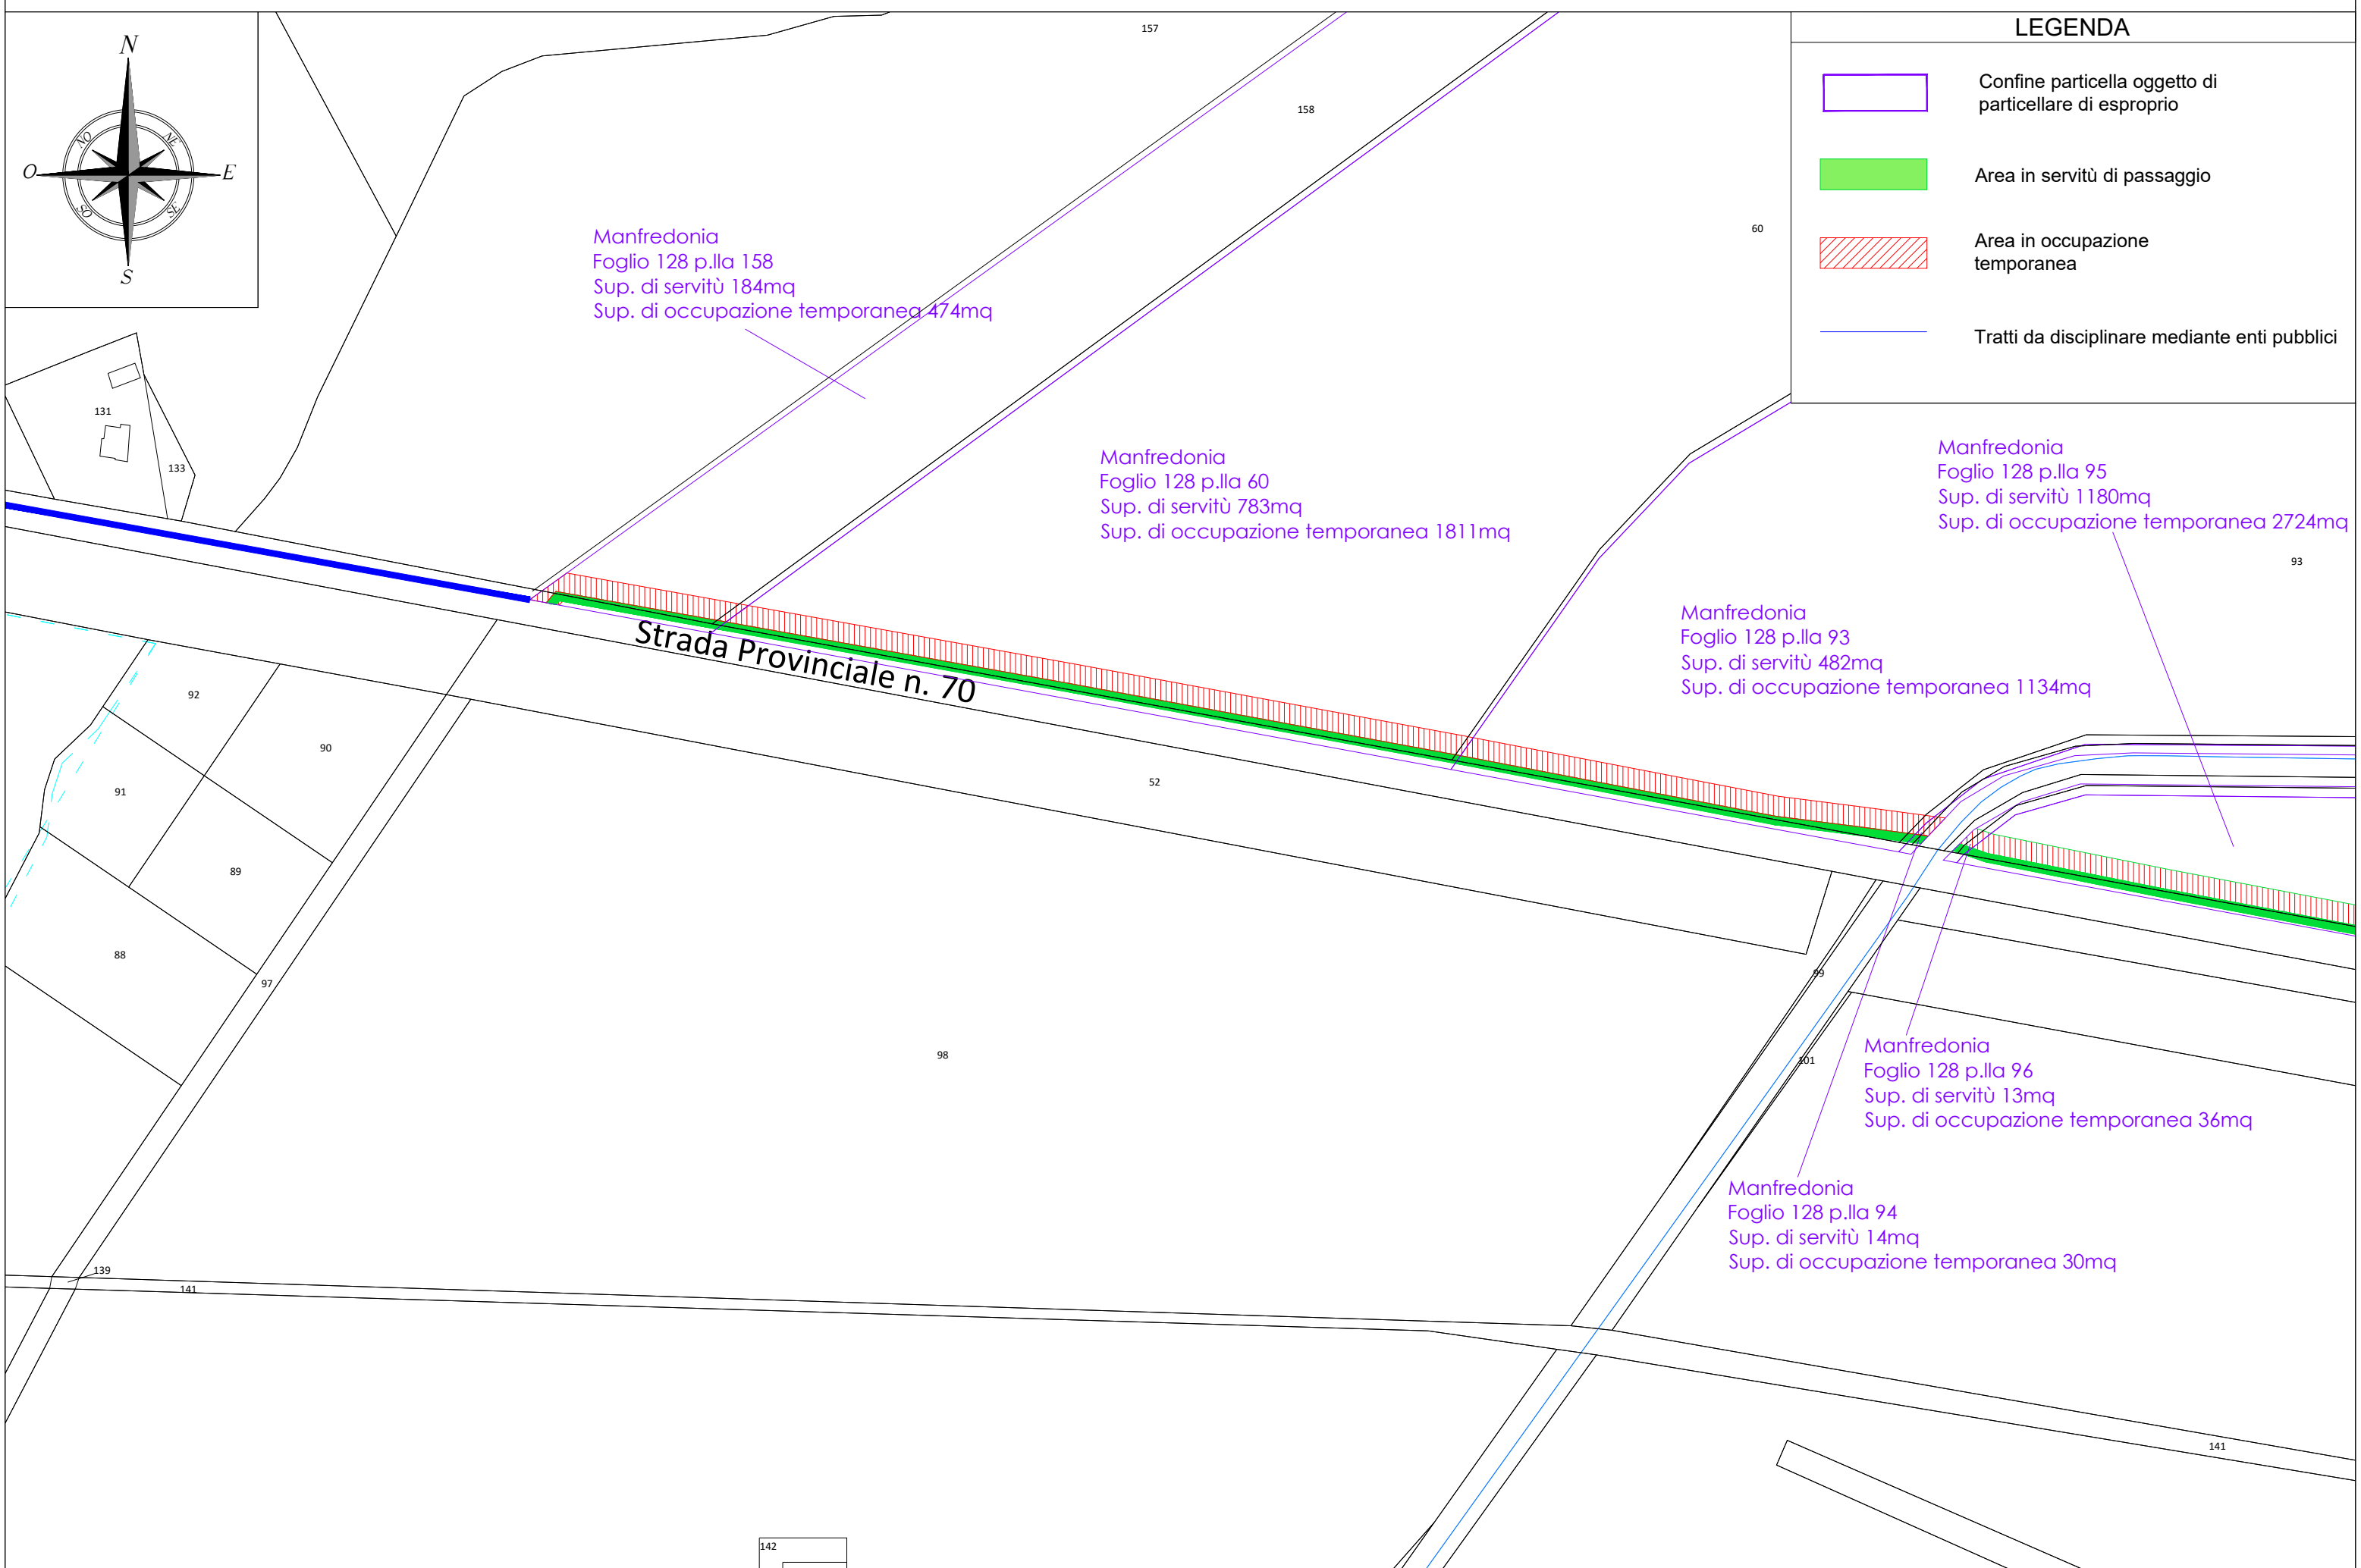 N
NO
NE
O
E
SO
SE
S
157
158
60
LEGENDA
Confine particella oggetto di
particellare di esproprio
Area in servitù di passaggio
Area in occupazione
temporanea
Tratti da disciplinare mediante enti pubblici
Manfredonia
Foglio 128 p.lla 158
Sup. di servitù 184mq
Sup. di occupazione temporanea 474mq
131
133
Manfredonia
Foglio 128 p.lla 60
Sup. di servitù 783mq
Sup. di occupazione temporanea 1811mq
Manfredonia
Foglio 128 p.lla 95
Sup. di servitù 1180mq
Sup. di occupazione temporanea 2724mq
93
Manfredonia
Foglio 128 p.lla 93
Sup. di servitù 482mq
Sup. di occupazione temporanea 1134mq
Strada Provinciale n. 70
92
90
91
52
89
88
97
98
99
101
Manfredonia
Foglio 128 p.lla 96
Sup. di servitù 13mq
Sup. di occupazione temporanea 36mq
Manfredonia
Foglio 128 p.lla 94
Sup. di servitù 14mq
Sup. di occupazione temporanea 30mq
139
141
141
142